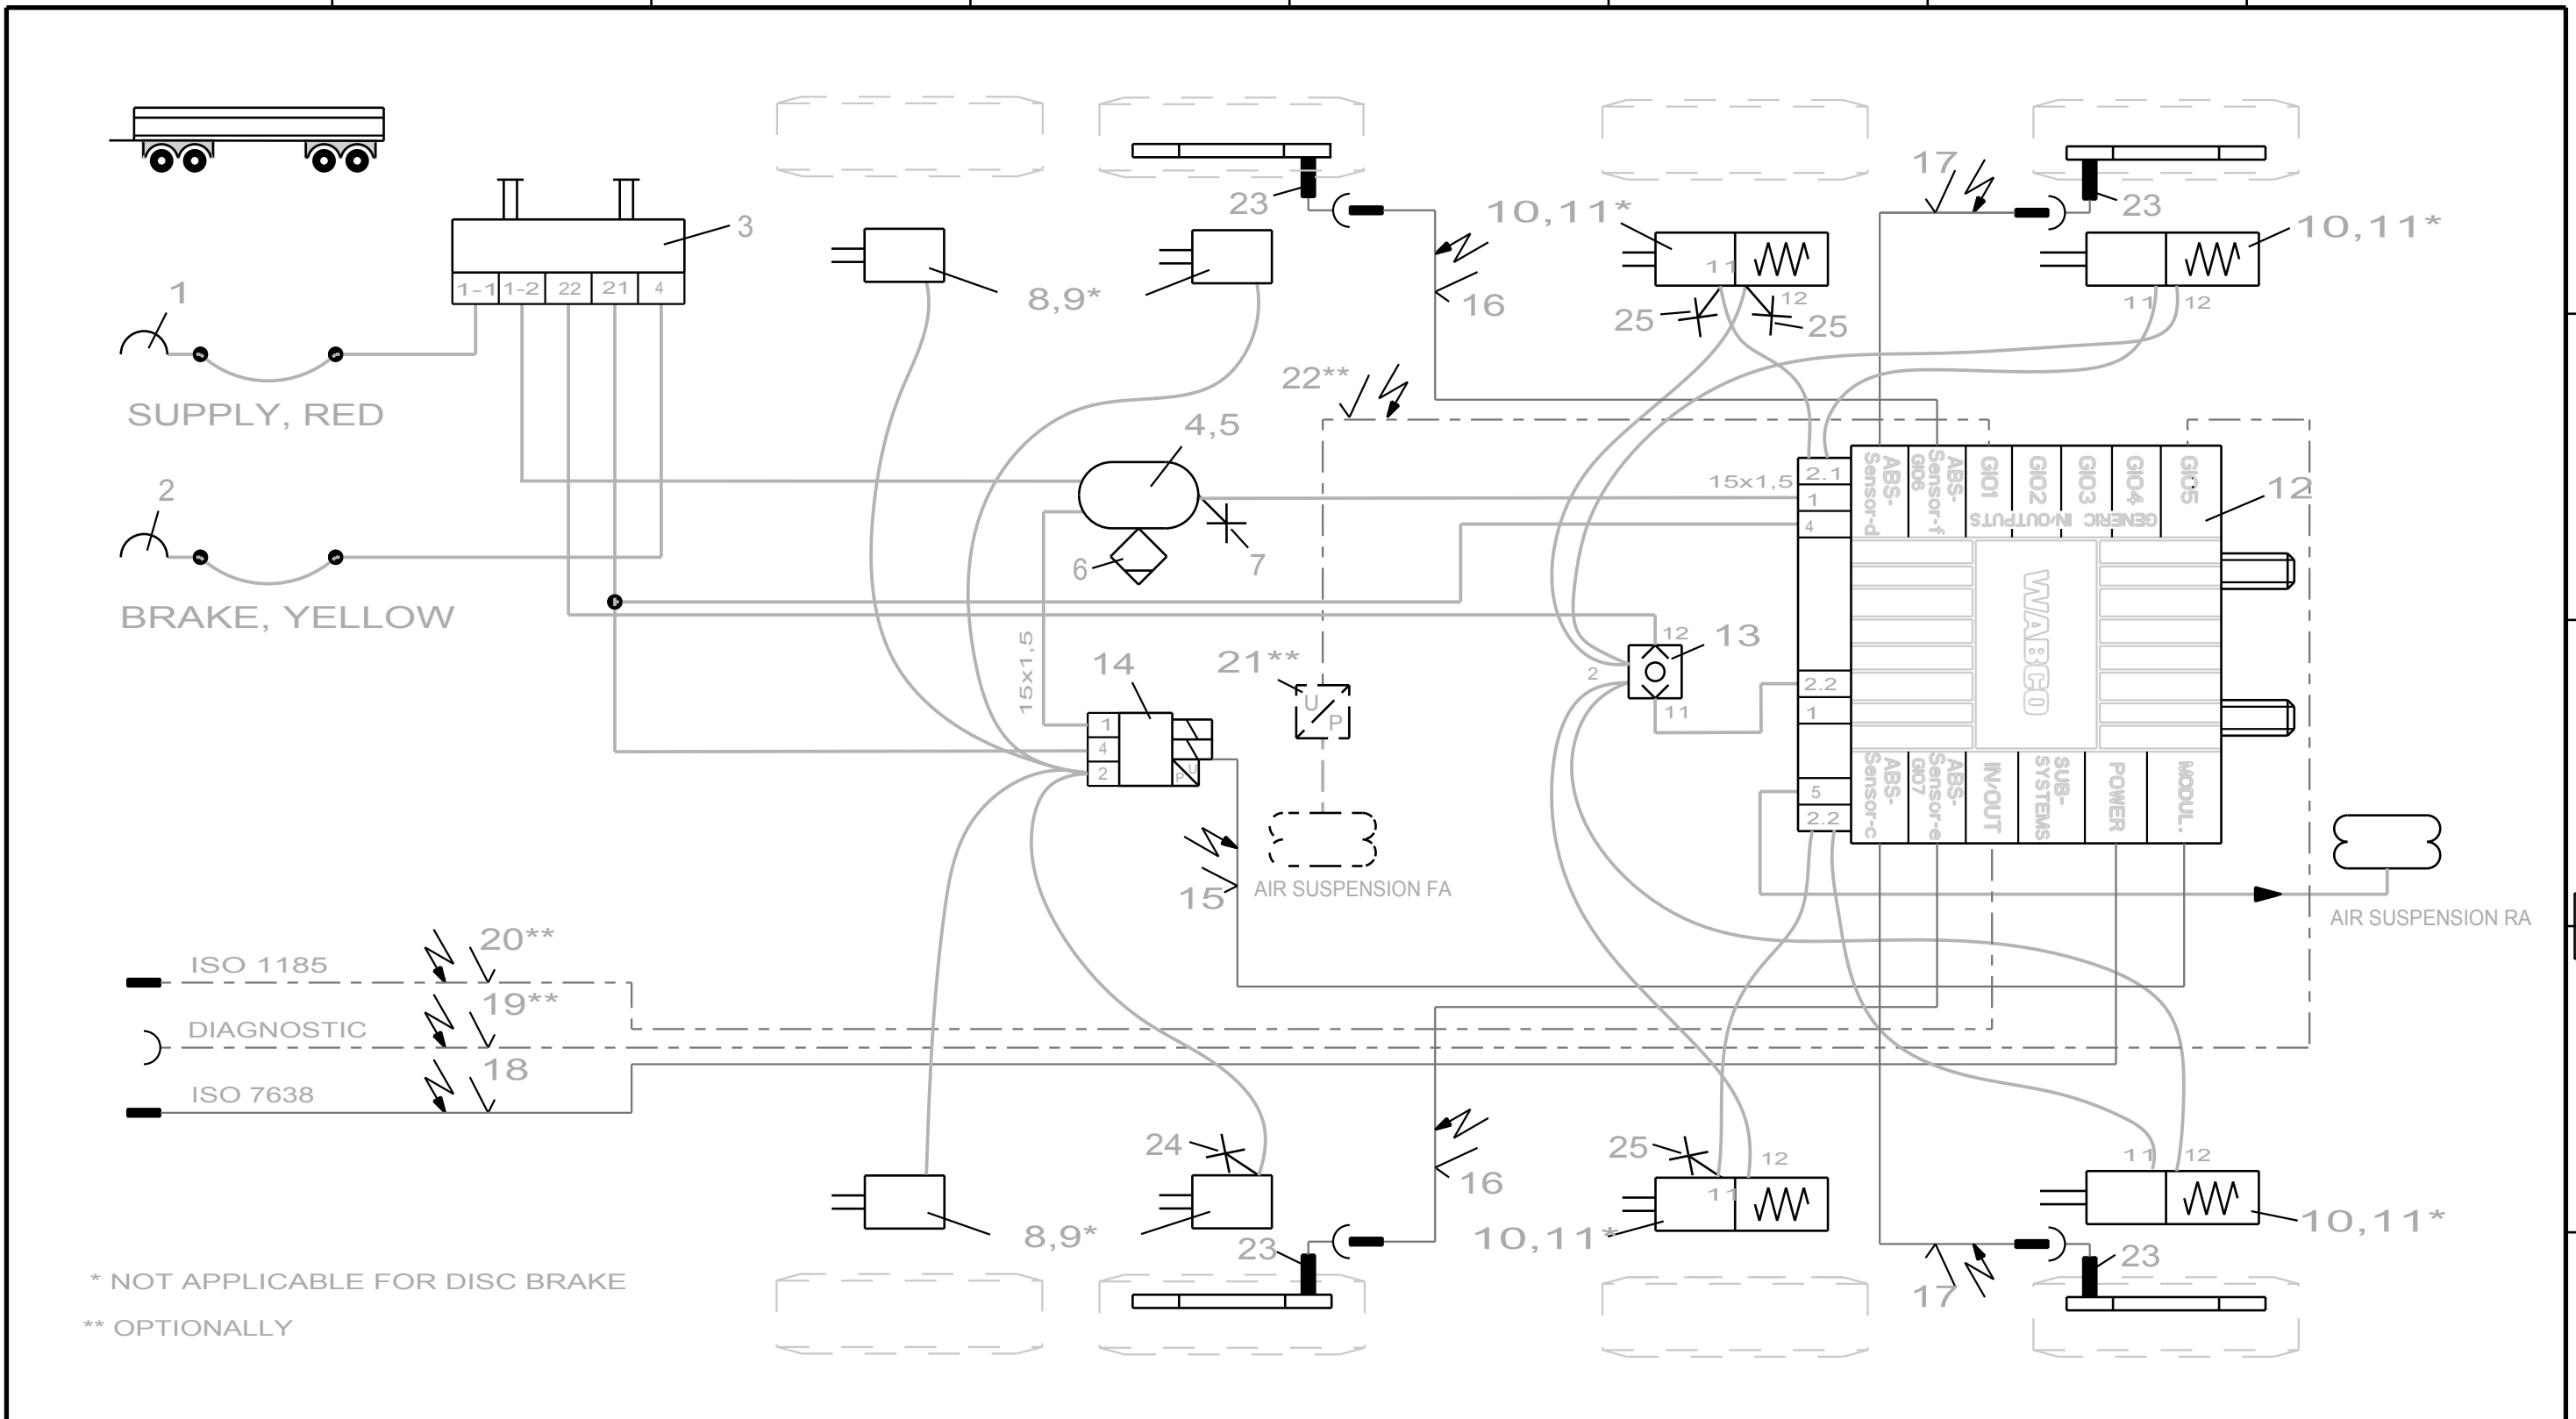 17
23
10,11*
23
10,11*
23
3
11
1-1
1-2
22
21
4
1
8,9*
16
25
12
25
11
12
SUPPLY, RED
22**
4,5
2
15x1,5
2.1
1
4
ABS-
Sensor-d
ABS-
Sensor-f
GIO6
GIO1
GIO2
GIO3
GIO4
GIO5
GENERIC IN/OUTPUTS
12
6
7
BRAKE, YELLOW
WABCO
15x1,5
14
21**
U
P
12
13
2
11
2.2
1
1
4
2
U
P
5
2.2
ABS-
Sensor-c
ABS-
Sensor-e
GIO7
IN/OUT
SUB-
SYSTEMS
POWER
MODUL.
15
AIR SUSPENSION FA
AIR SUSPENSION RA
ISO 1185
20**
DIAGNOSTIC
19**
ISO 7638
18
24
16
25
12
11
11
12
8,9*
23
10,11*
10,11*
17
23
* NOT APPLICABLE FOR DISC BRAKE
** OPTIONALLY